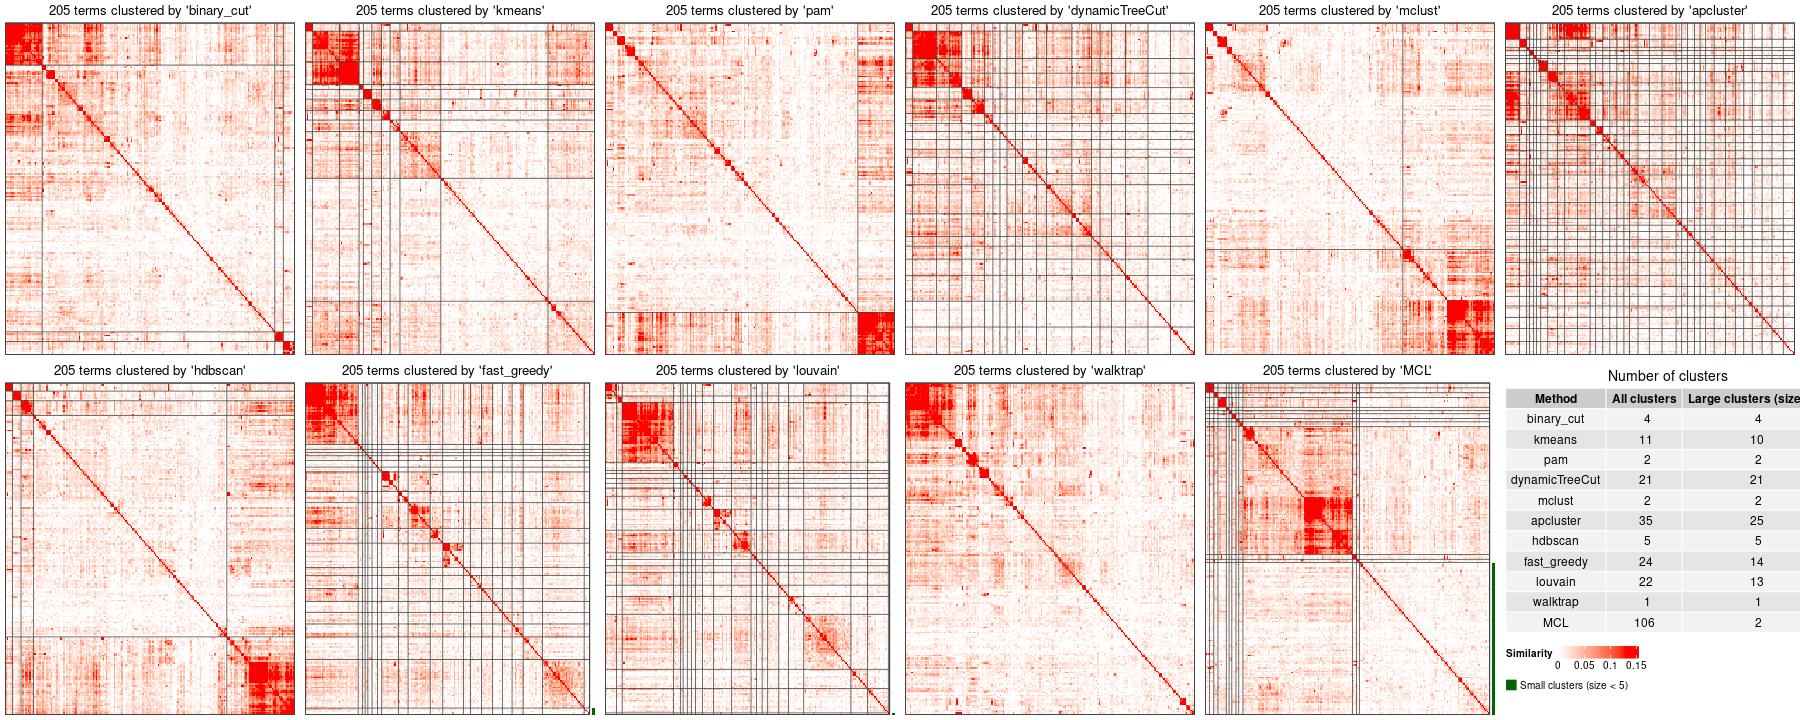 205 terms clustered by 'binary_cut'
205 terms clustered by 'kmeans'
205 terms clustered by 'pam'
205 terms clustered by 'dynamicTreeCut'
205 terms clustered by 'mclust'
205 terms clustered by 'apcluster'
205 terms clustered by 'hdbscan'
205 terms clustered by 'fast_greedy'
205 terms clustered by 'louvain'
205 terms clustered by 'walktrap'
205 terms clustered by 'MCL'
Number of clusters
Method All clusters Large clusters (size
binary_cut 4 4
kmeans 11 10
pam 2 2
dynamicTreeCut 21 21
mclust 2 2
apcluster 35 25
hdbscan 5 5
fast_greedy 24 14
louvain 22 13
walktrap 1 1
MCL 106 2
Similarity
0 0.05 0.1 0.15
Small clusters (size < 5)